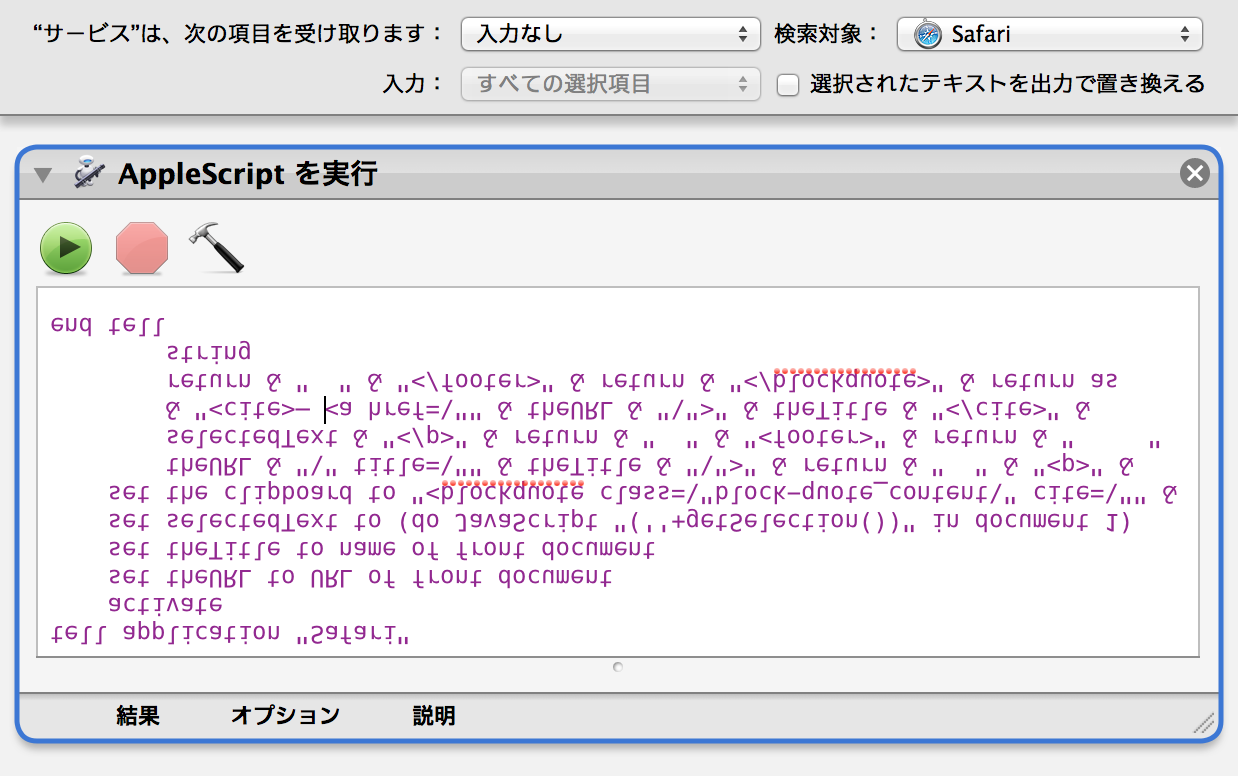 “サービス”は、次の項目を受け取ります：
入力なし
検索対象：
Safari
入力：
すべての選択項目
選択されたテキストを出力で置き換える
AppleScript を実行
tell application "Safari"
activate
set theURL to URL of front document
set theTitle to name of front document
set selectedText to (do JavaScript "(''+getSelection())" in document 1)
set the clipboard to "<blockquote class=\"block-quote_content\" cite=\"" &
theURL & "\" title=\"" & theTitle & "\">" & return & "  " & "<p>" &
selectedText & "</p>" & return & "  " & "<footer>" & return & "     "
& "<cite>– <a href=\"" & theURL & "\">" & theTitle & "</cite>" &
return & "  " & "</footer>" & return & "</blockquote>" & return as
string
end tell
結果
オプション
説明